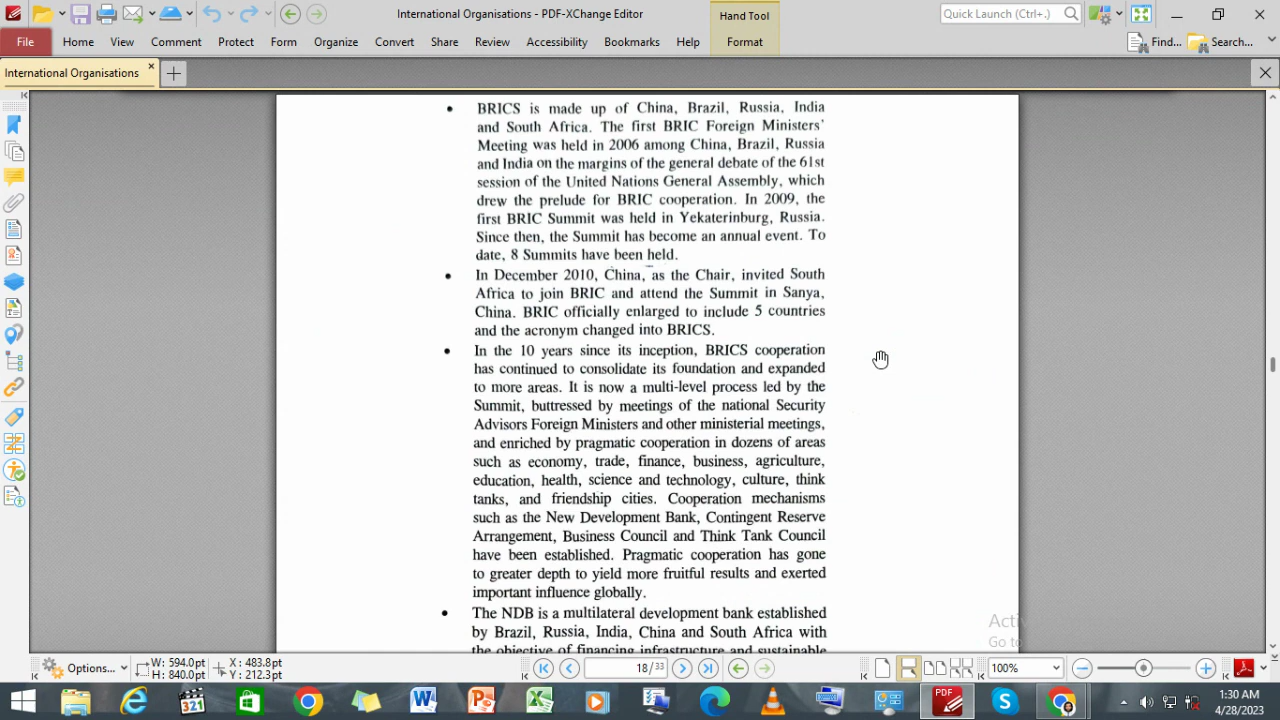 International Organisations - PDF-XChange Editor
Hand Tool
Quick Launch (Ctrl+.)
File
Home
View
Comment
Protect
Form
Organize
Convert
Share
Review
Accessibility
Bookmarks
Help
Format
Find...
Search...
International Organisations
• BRICS is made up of China, Brazil, Russia, India
and South Africa. The first BRIC Foreign Ministers'
Meeting was held in 2006 among China, Brazil, Russia
and India on the margins of the general debate of the 61st
session of the United Nations General Assembly, which
drew the prelude for BRIC cooperation. In 2009, the
first BRIC Summit was held in Yekaterinburg, Russia.
Since then, the Summit has become an annual event. To
date, 8 Summits have been held.
• In December 2010, China, as the Chair, invited South
Africa to join BRIC and attend the Summit in Sanya,
China. BRIC officially enlarged to include 5 countries
and the acronym changed into BRICS.
• In the 10 years since its inception, BRICS cooperation
has continued to consolidate its foundation and expanded
to more areas. It is now a multi-level process led by the
Summit, buttressed by meetings of the national Security
Advisors Foreign Ministers and other ministerial meetings,
and enriched by pragmatic cooperation in dozens of areas
such as economy, trade, finance, business, agriculture,
education, health, science and technology, culture, think
tanks, and friendship cities. Cooperation mechanisms
such as the New Development Bank, Contingent Reserve
Arrangement, Business Council and Think Tank Council
have been established. Pragmatic cooperation has gone
to greater depth to yield more fruitful results and exerted
important influence globally.
• The NDB is a multilateral development bank established
by Brazil, Russia, India, China and South Africa with
the objective of financing infrastructure and sustainable
Acti
Go to
Options...
W: 594.0pt
H: 840.0pt
X: 483.8pt
Y: 212.3pt
18 / 33
100%
321
W
P
X
PDF
S
1:30 AM
4/28/2023